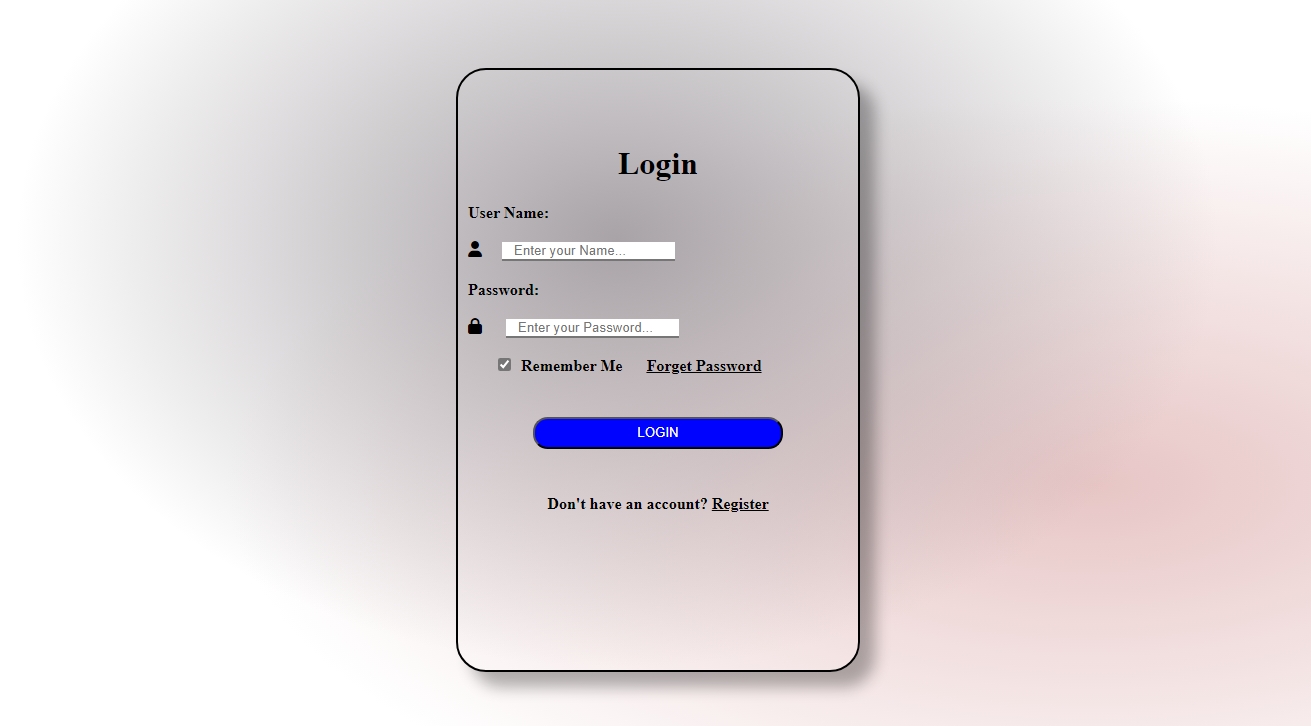 Login
User Name:
Enter your Name...
Password:
Enter your Password...
Remember Me Forget Password
LOGIN
Don't have an account? Register